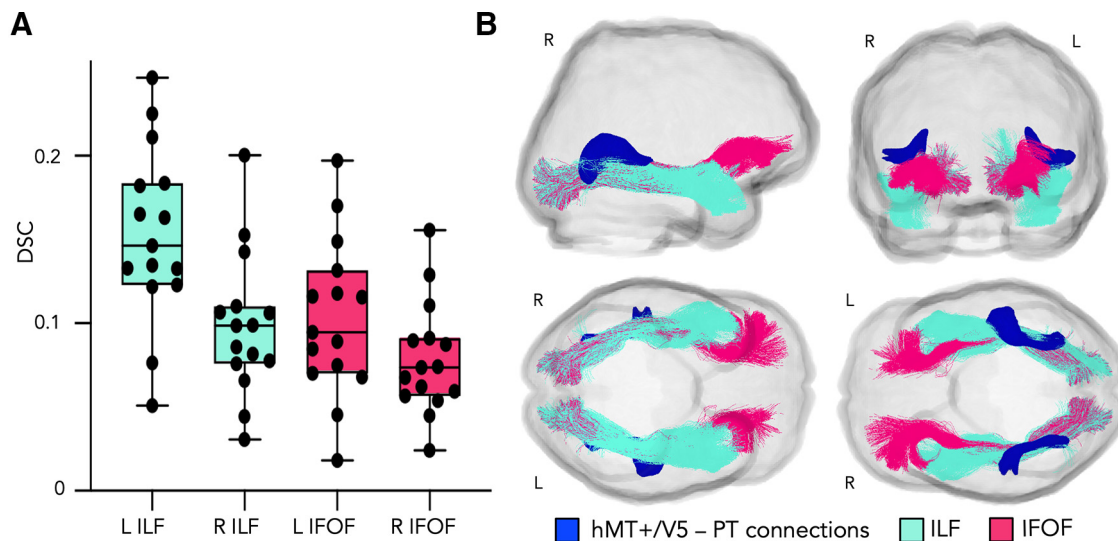 A
B
R
R
L
0.2
DSC
0.1
0
R
L
L
R
L ILF
R ILF
L IFOF
R IFOF
hMT+/V5 – PT connections
ILF
IFOF